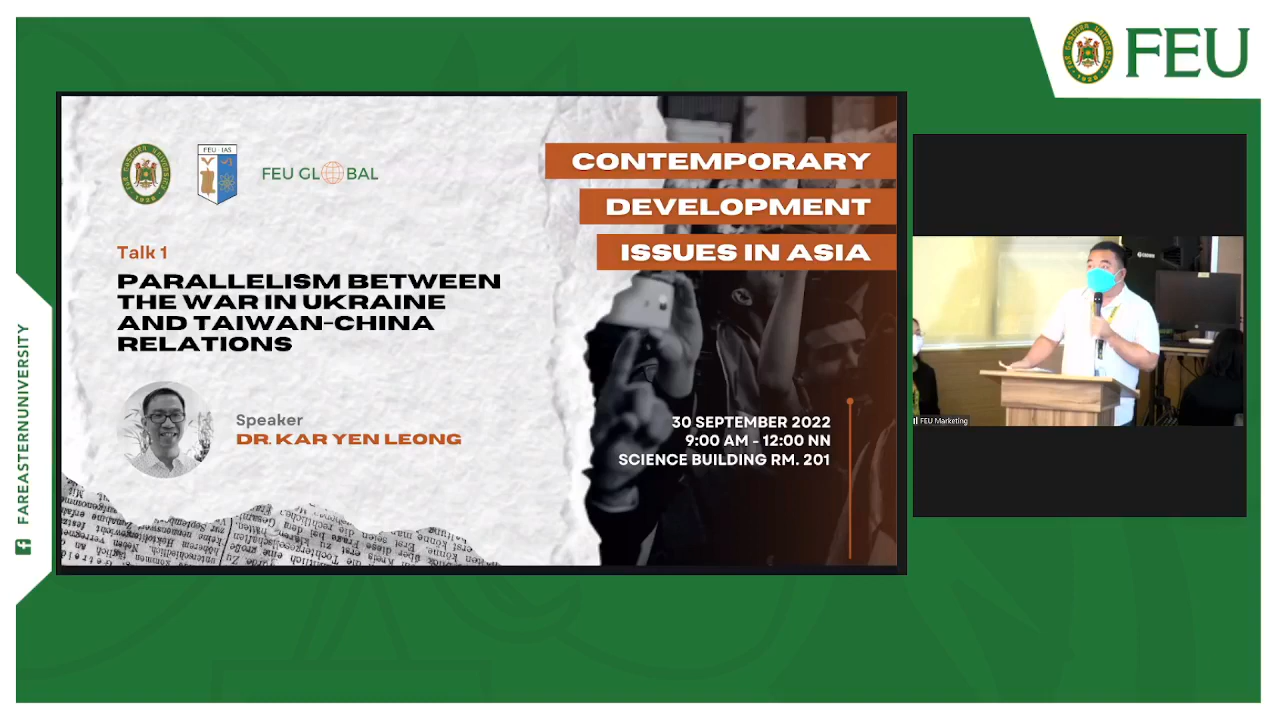 FEU
FEU - IAS
FEU GLOBAL
Talk 1
PARALLELISM BETWEEN
THE WAR IN UKRAINE
AND TAIWAN-CHINA
RELATIONS
Speaker
DR. KAR YEN LEONG
CONTEMPORARY
DEVELOPMENT
ISSUES IN ASIA
30 SEPTEMBER 2022
9:00 AM - 12:00 NN
SCIENCE BUILDING RM. 201
FEU Marketing
FAREASTERNUNIVERSITY